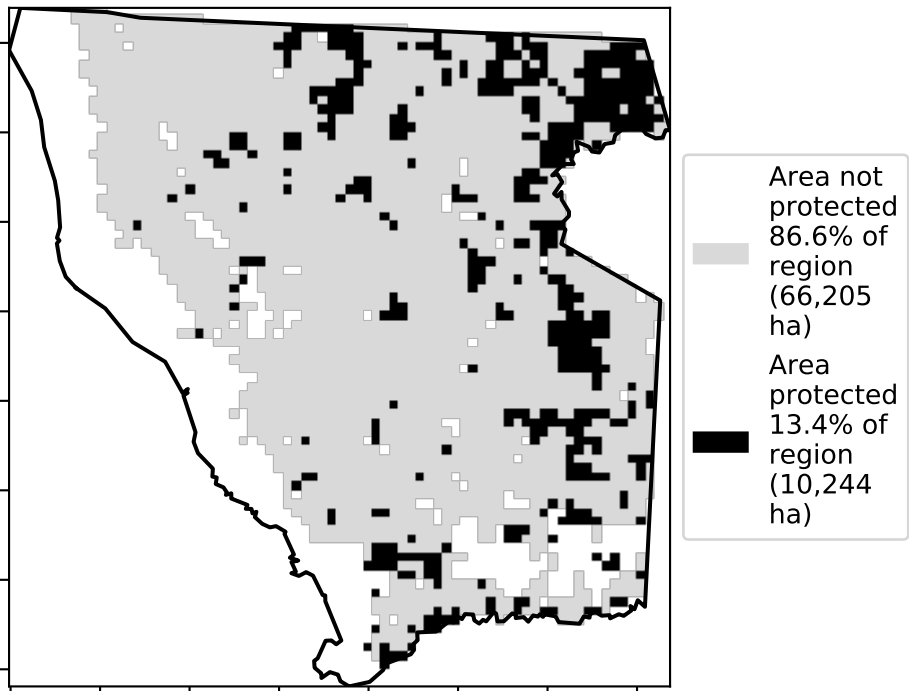 Area not
protected
86.6% of
region
(66,205
ha)
Area
protected
13.4% of
region
(10,244
ha)